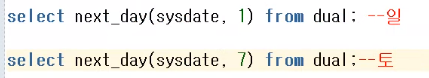 select next_day(sysdate, 1) from dual; --일
select next_day(sysdate, 7) from dual;--토